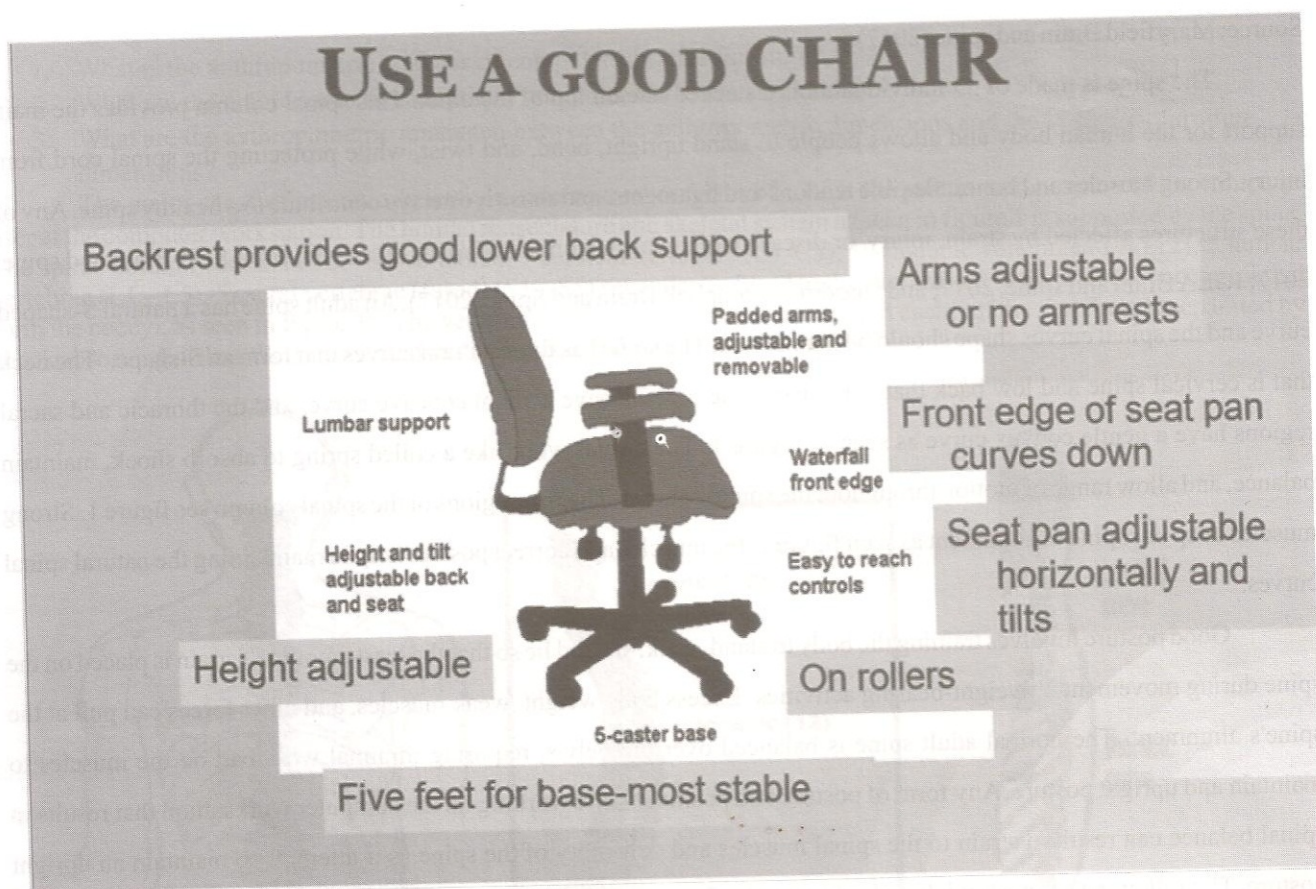 USE A GOOD CHAIR
Backrest provides good lower back support
Arms adjustable
or no armrests
Padded arms,
adjustable and
removable
Lumbar support
Front edge of seat pan
curves down
Waterfall
front edge
Seat pan adjustable
horizontally and
tilts
Height and tilt
adjustable back
and seat
Easy to reach
controls
Height adjustable
On rollers
5-caster base
Five feet for base-most stable